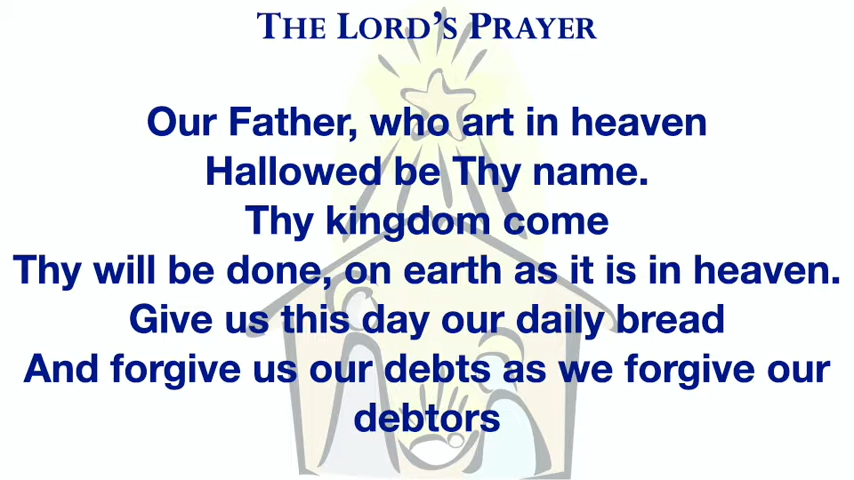 THE LORD'S PRAYER
Our Father, who art in heaven
Hallowed be Thy name.
Thy kingdom come
Thy will be done, on earth as it is in heaven.
Give us this day our daily bread
And forgive us our debts as we forgive our
debtors